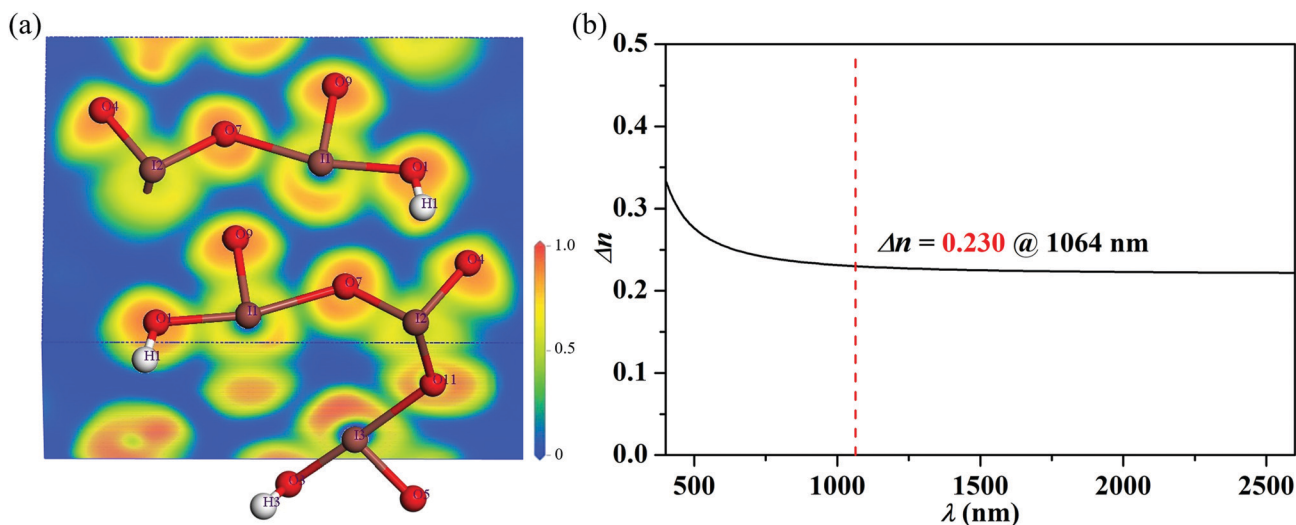 (a)
O4
O7
O9
I2
I1
O1
H1
O9
O7
O4
O1
I1
I2
H1
O11
I3
O3
H3
O5
1.0
0.5
0
(b)
0.5
0.4
0.3
0.2
0.1
0.0
Δn
Δn = 0.230 @ 1064 nm
500 1000 1500 2000 2500
λ (nm)